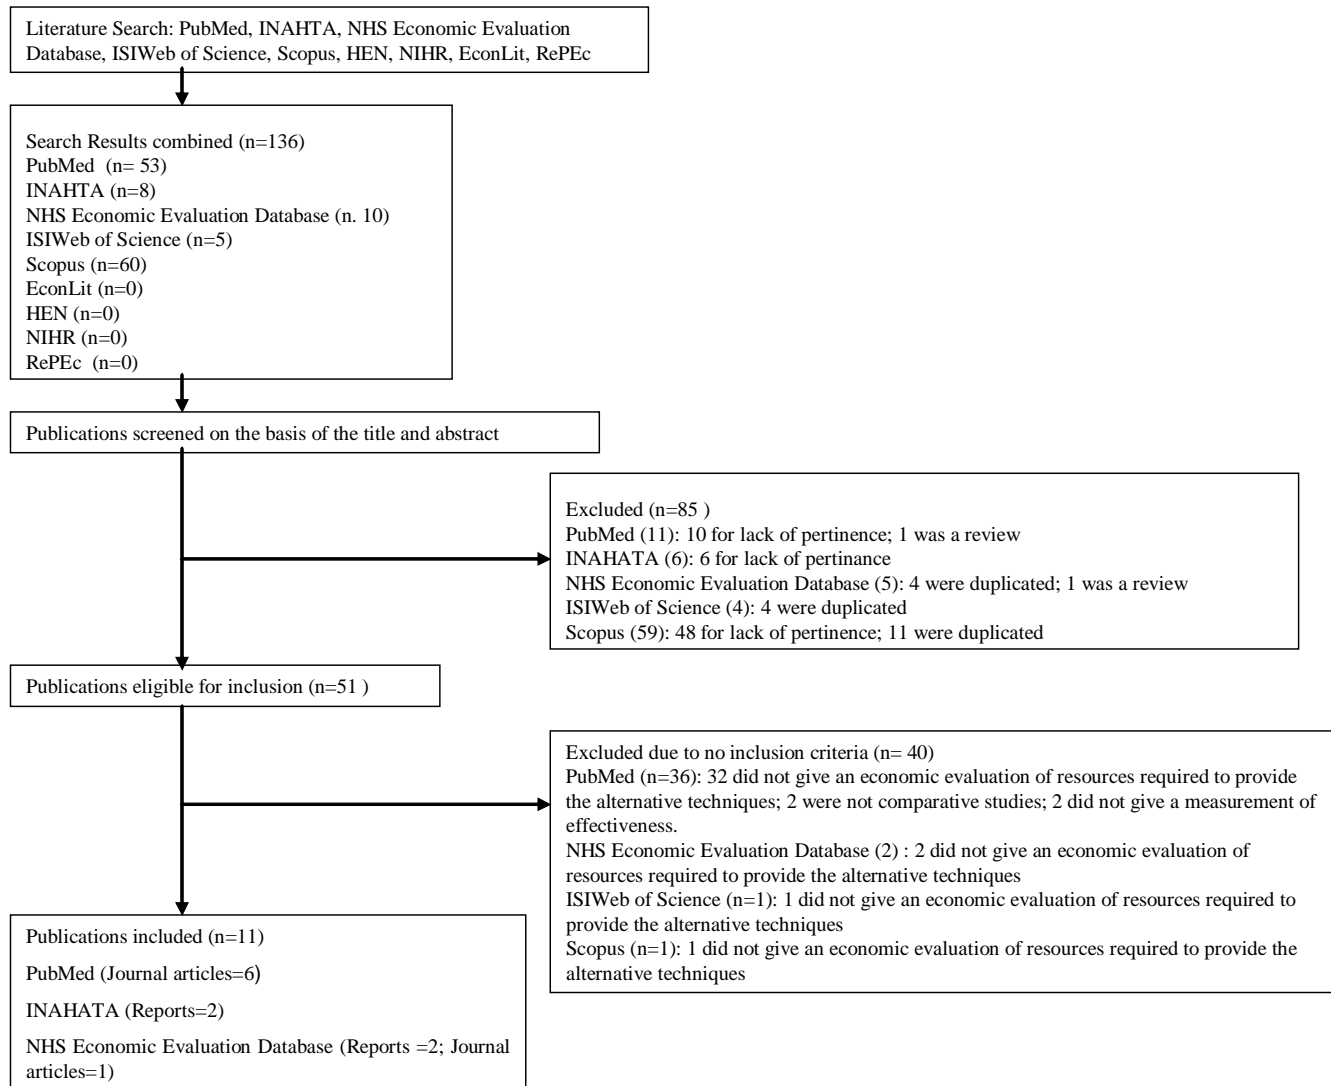 Literature Search: PubMed, INAHTA, NHS Economic Evaluation
Database, ISIWeb of Science, Scopus, HEN, NIHR, EconLit, RePEc
Search Results combined (n=136)
PubMed (n= 53)
INAHTA (n=8)
NHS Economic Evaluation Database (n. 10)
ISIWeb of Science (n=5)
Scopus (n=60)
EconLit (n=0)
HEN (n=0)
NIHR (n=0)
RePEc (n=0)
Publications screened on the basis of the title and abstract
Excluded (n=85 )
PubMed (11): 10 for lack of pertinence; 1 was a review
INAHATA (6): 6 for lack of pertinance
NHS Economic Evaluation Database (5): 4 were duplicated; 1 was a review
ISIWeb of Science (4): 4 were duplicated
Scopus (59): 48 for lack of pertinence; 11 were duplicated
Publications eligible for inclusion (n=51 )
Excluded due to no inclusion criteria (n= 40)
PubMed (n=36): 32 did not give an economic evaluation of resources required to provide
the alternative techniques; 2 were not comparative studies; 2 did not give a measurement of
effectiveness.
NHS Economic Evaluation Database (2) : 2 did not give an economic evaluation of
resources required to provide the alternative techniques
ISIWeb of Science (n=1): 1 did not give an economic evaluation of resources required to
provide the alternative techniques
Scopus (n=1): 1 did not give an economic evaluation of resources required to provide the
alternative techniques
Publications included (n=11)
PubMed (Journal articles=6)
INAHATA (Reports=2)
NHS Economic Evaluation Database (Reports =2; Journal
articles=1)